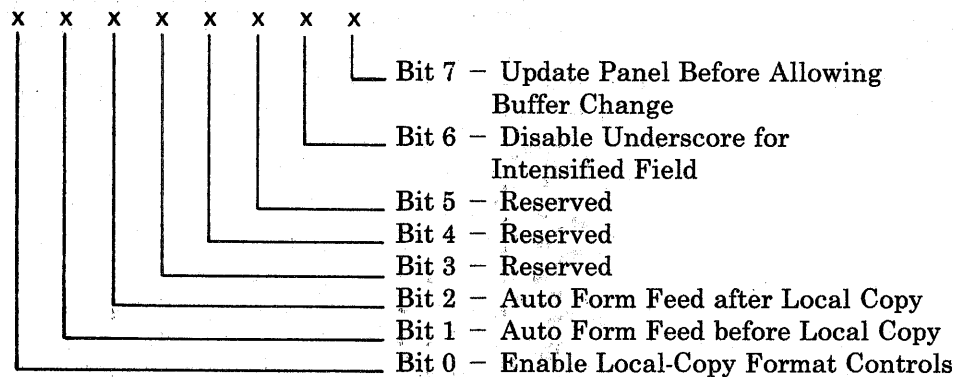 x x x x x x x x
Bit 7 – Update Panel Before Allowing
Buffer Change
Bit 6 – Disable Underscore for
Intensified Field
Bit 5 – Reserved
Bit 4 – Reserved
Bit 3 – Reserved
Bit 2 – Auto Form Feed after Local Copy
Bit 1 – Auto Form Feed before Local Copy
Bit 0 – Enable Local-Copy Format Controls